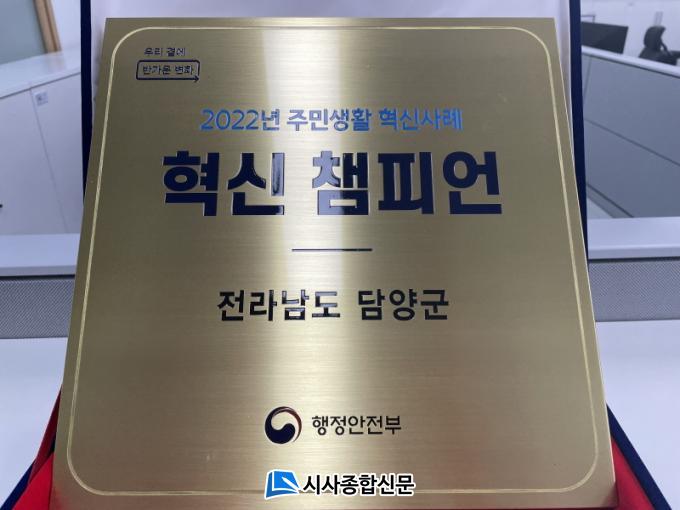 우리 곁에
반가운 변화
2022년 주민생활 혁신사례
혁신 챔피언
전라남도 담양군
행정안전부
시사종합신문